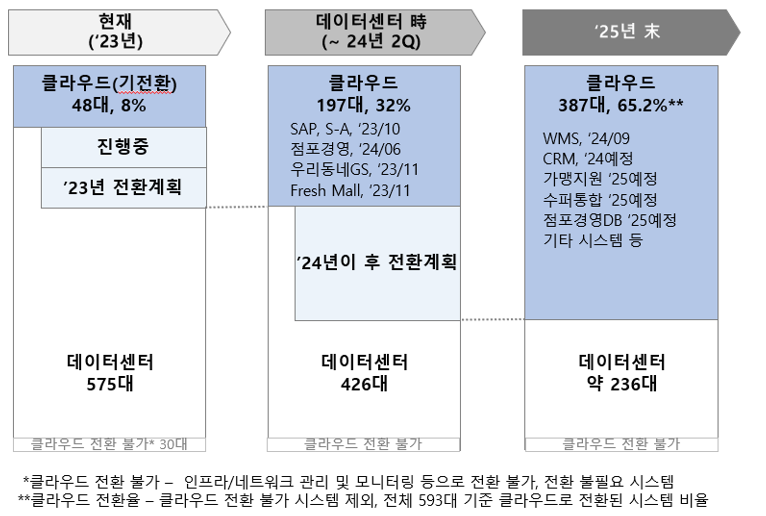 현재
(‘23년)
데이터센터 時
(~ 24년 2Q)
’25년 末
클라우드(기전환)
48대, 8%
진행중
’23년 전환계획
데이터센터
575대
클라우드 전환 불가* 30대
클라우드
197대, 32%
SAP, S-A, ‘23/10
점포경영, ‘24/06
우리동네GS, ‘23/11
Fresh Mall, ‘23/11
’24년이 후 전환계획
데이터센터
426대
클라우드 전환 불가
클라우드
387대, 65.2%**
WMS, ‘24/09
CRM, ‘24예정
가맹지원 ‘25예정
수퍼통합 ‘25예정
점포경영DB ‘25예정
기타 시스템 등
데이터센터
약 236대
클라우드 전환 불가
*클라우드 전환 불가 – 인프라/네트워크 관리 및 모니터링 등으로 전환 불가, 전환 불필요 시스템
**클라우드 전환율 – 클라우드 전환 불가 시스템 제외, 전체 593대 기준 클라우드로 전환된 시스템 비율